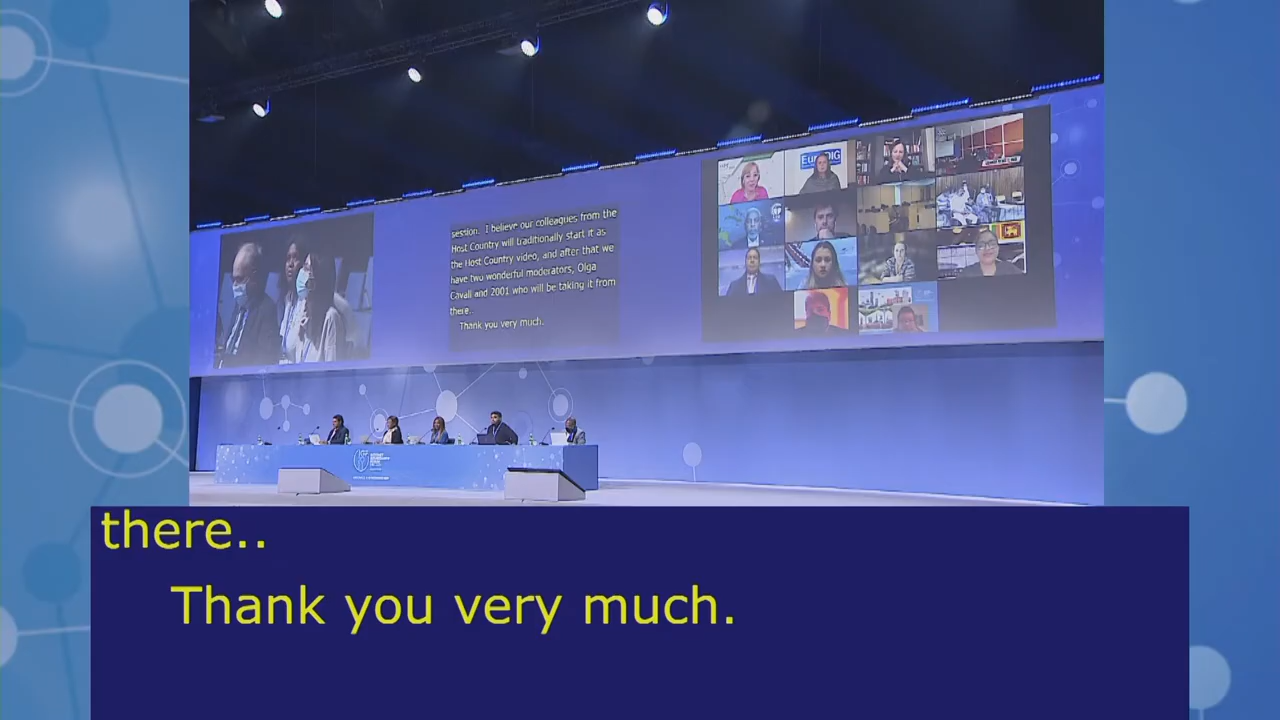 session. I believe our colleagues from the
Host Country will traditionally start it as
the Host Country video, and after that we
have two wonderful moderators, Olga
Cavali and 2001 who will be taking it from
there..
Thank you very much.
there..
Thank you very much.